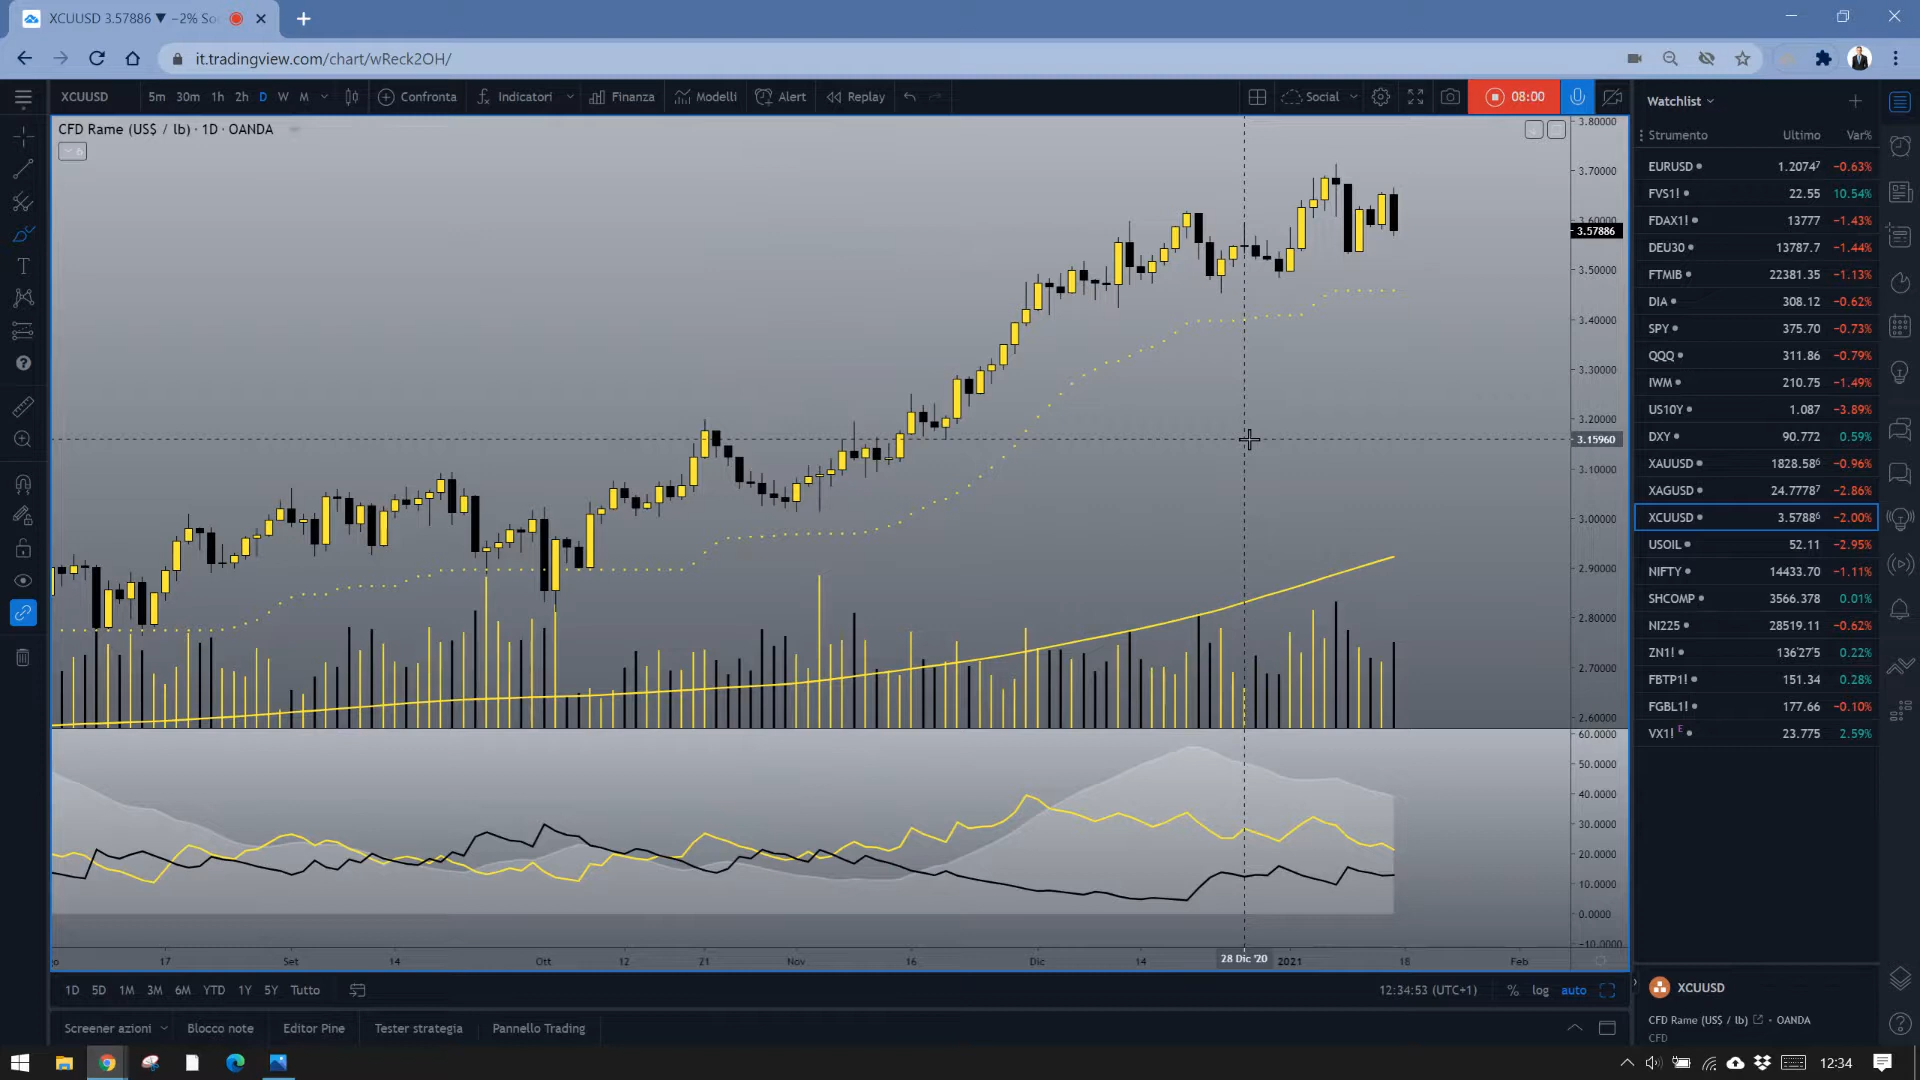 XCUUSD 3.57886 ▼ −2% So
it.tradingview.com/chart/wReck2OH/
XCUUSD 5m 30m 1h 2h D W M Confronta Indicatori Finanza Modelli Alert Replay Social 08:00
CFD Rame (US$ / lb) · 1D · OANDA
6
3.80000
3.70000
3.60000
3.57886
3.50000
3.40000
3.30000
3.20000
3.15960
3.10000
3.00000
2.90000
2.80000
2.70000
2.60000
60.0000
50.0000
40.0000
30.0000
20.0000
10.0000
0.0000
−10.0000
go 17 Set 14 Ott 12 21 Nov 16 Dic 14 28 Dic '20 2021 18 Feb
1D 5D 1M 3M 6M YTD 1Y 5Y Tutto 12:34:53 (UTC+1) % log auto
Screener azioni Blocco note Editor Pine Tester strategia Pannello Trading
Watchlist
Strumento Ultimo Var%
EURUSD 1.20747 −0.63%
FVS1! 22.55 10.54%
FDAX1! 13777 −1.43%
DEU30 13787.7 −1.44%
FTMIB 22381.35 −1.13%
DIA 308.12 −0.62%
SPY 375.70 −0.73%
QQQ 311.86 −0.79%
IWM 210.75 −1.49%
US10Y 1.087 −3.89%
DXY 90.772 0.59%
XAUUSD 1828.586 −0.96%
XAGUSD 24.77787 −2.86%
XCUUSD 3.57886 −2.00%
USOIL 52.11 −2.95%
NIFTY 14433.70 −1.11%
SHCOMP 3566.378 0.01%
NI225 28519.11 −0.62%
ZN1! 136'27'5 0.22%
FBTP1! 151.34 0.28%
FGBL1! 177.66 −0.10%
VX1! E 23.775 2.59%
XCUUSD
CFD Rame (US$ / lb) • OANDA
CFD
12:34